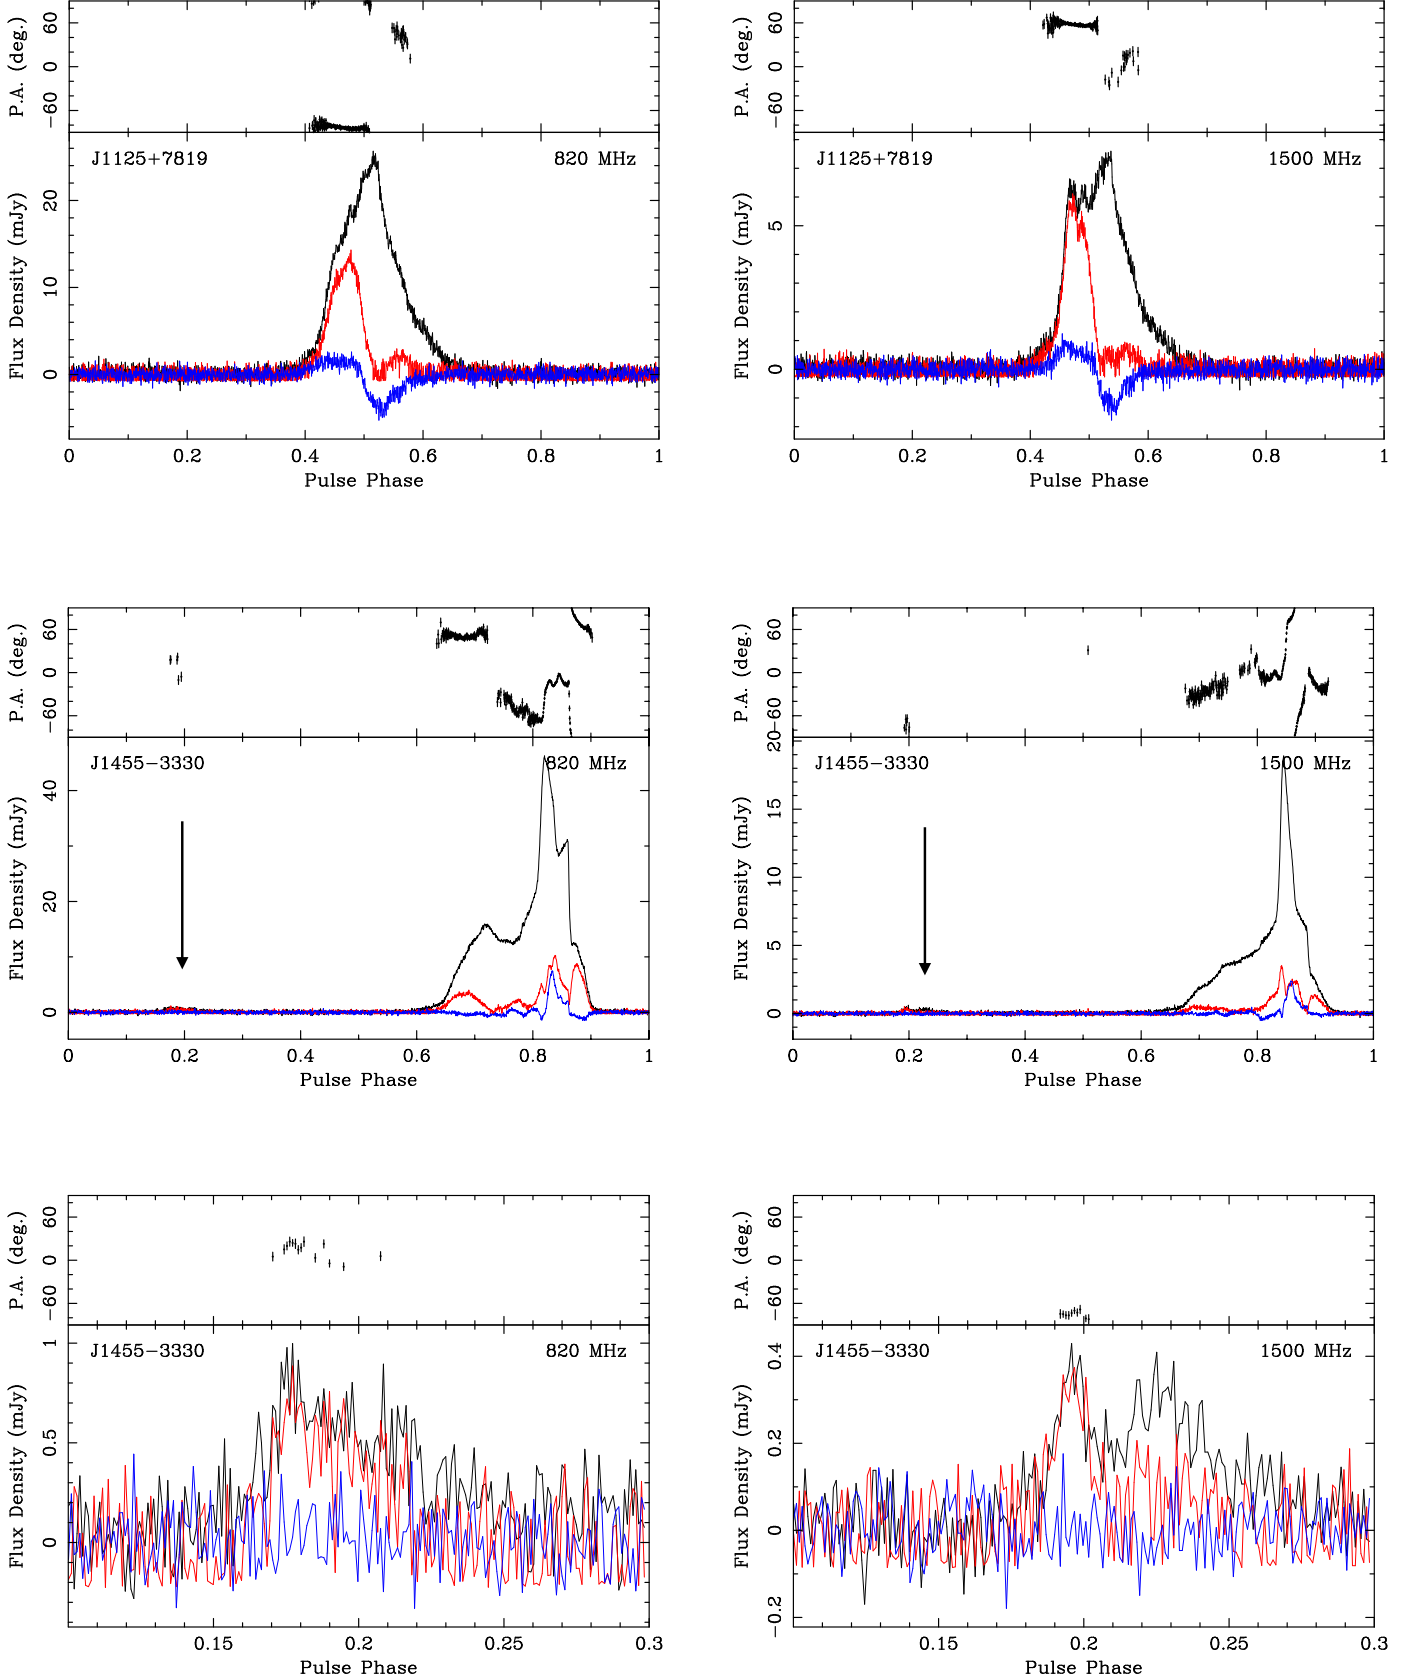 P.A. (deg.)
60
0
−60
J1125+7819
820 MHz
Flux Density (mJy)
20
10
0
0
0.2
0.4
0.6
0.8
1
Pulse Phase
P.A. (deg.)
60
0
−60
J1125+7819
1500 MHz
Flux Density (mJy)
5
0
0
0.2
0.4
0.6
0.8
1
Pulse Phase
P.A. (deg.)
60
0
−60
J1455−3330
820 MHz
Flux Density (mJy)
40
20
0
0
0.2
0.4
0.6
0.8
1
Pulse Phase
P.A. (deg.)
60
0
−60
J1455−3330
1500 MHz
Flux Density (mJy)
20
15
10
5
0
0
0.2
0.4
0.6
0.8
1
Pulse Phase
P.A. (deg.)
60
0
−60
J1455−3330
820 MHz
Flux Density (mJy)
1
0.5
0
0.15
0.2
0.25
0.3
Pulse Phase
P.A. (deg.)
60
0
−60
J1455−3330
1500 MHz
Flux Density (mJy)
0.4
0.2
0
−0.2
0.15
0.2
0.25
0.3
Pulse Phase